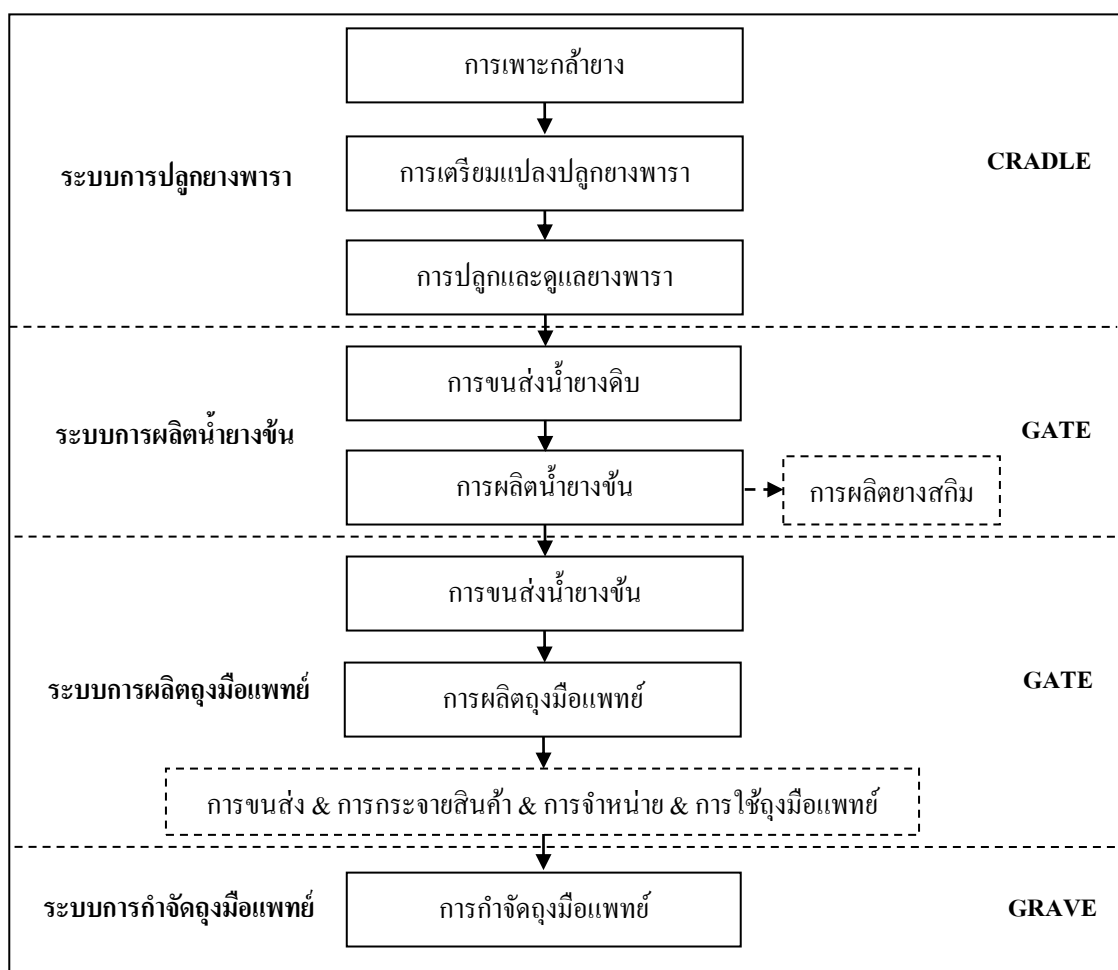 การเพาะกล้ายาง
ระบบการปลูกยางพารา
การเตรียมแปลงปลูกยางพารา
CRADLE
การปลูกและดูแลยางพารา
การขนส่งน้ำยางดิบ
ระบบการผลิตน้ำยางข้น
GATE
การผลิตน้ำยางข้น
การผลิตยางสกิม
การขนส่งน้ำยางข้น
ระบบการผลิตถุงมือแพทย์
GATE
การผลิตถุงมือแพทย์
การขนส่ง & การกระจายสินค้า & การจำหน่าย & การใช้ถุงมือแพทย์
ระบบการกำจัดถุงมือแพทย์
การกำจัดถุงมือแพทย์
GRAVE